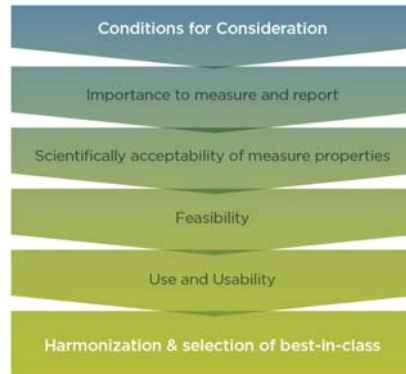 Conditions for Consideration
Importance to measure and report
Scientifically acceptability of measure properties
Feasibility
Use and Usability
Harmonization & selection of best-in-class